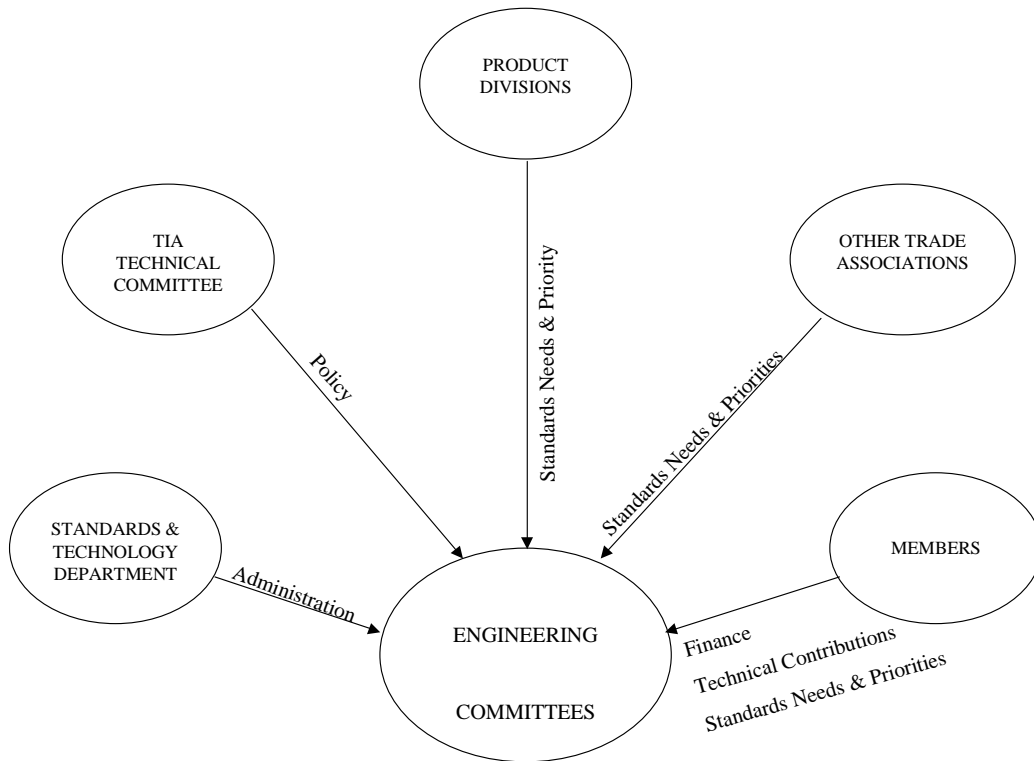 PRODUCT
DIVISIONS
TIA
TECHNICAL
COMMITTEE
OTHER TRADE
ASSOCIATIONS
Policy
Standards Needs & Priority
Standards Needs & Priorities
STANDARDS &
TECHNOLOGY
DEPARTMENT
MEMBERS
Administration
ENGINEERING
COMMITTEES
Finance
Technical Contributions
Standards Needs & Priorities